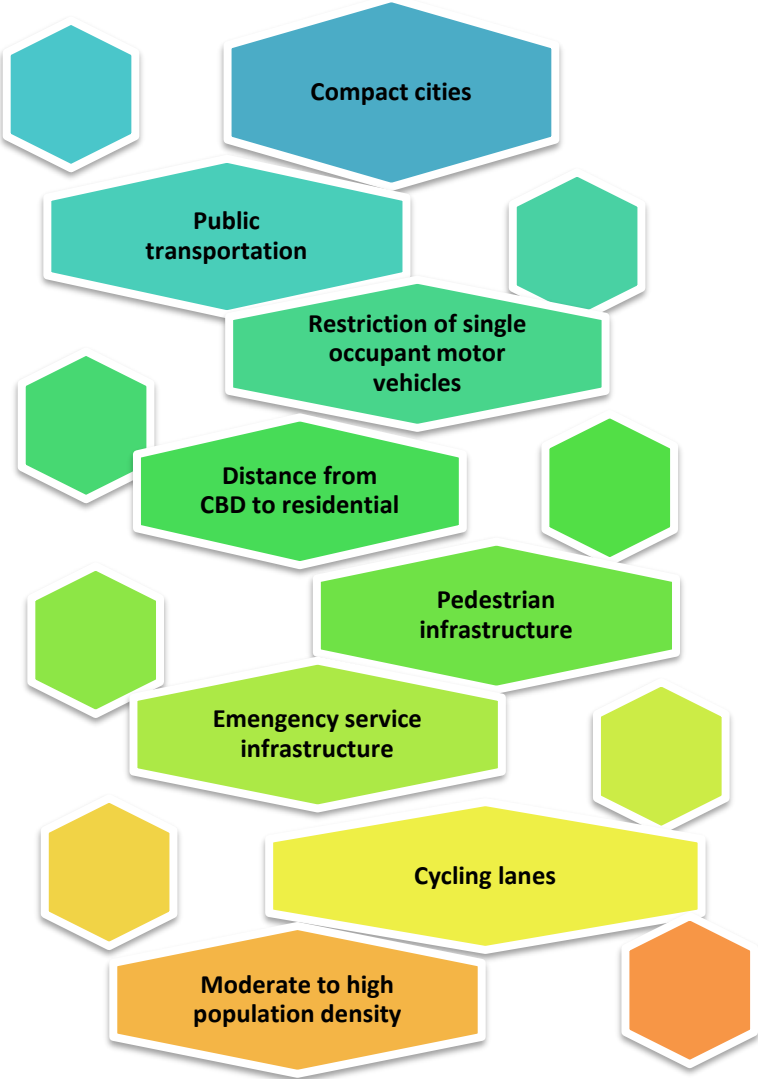 Compact cities
Public
transportation
Restriction of single
occupant motor
vehicles
Distance from
CBD to residential
Pedestrian
infrastructure
Emengency service
infrastructure
Cycling lanes
Moderate to high
population density